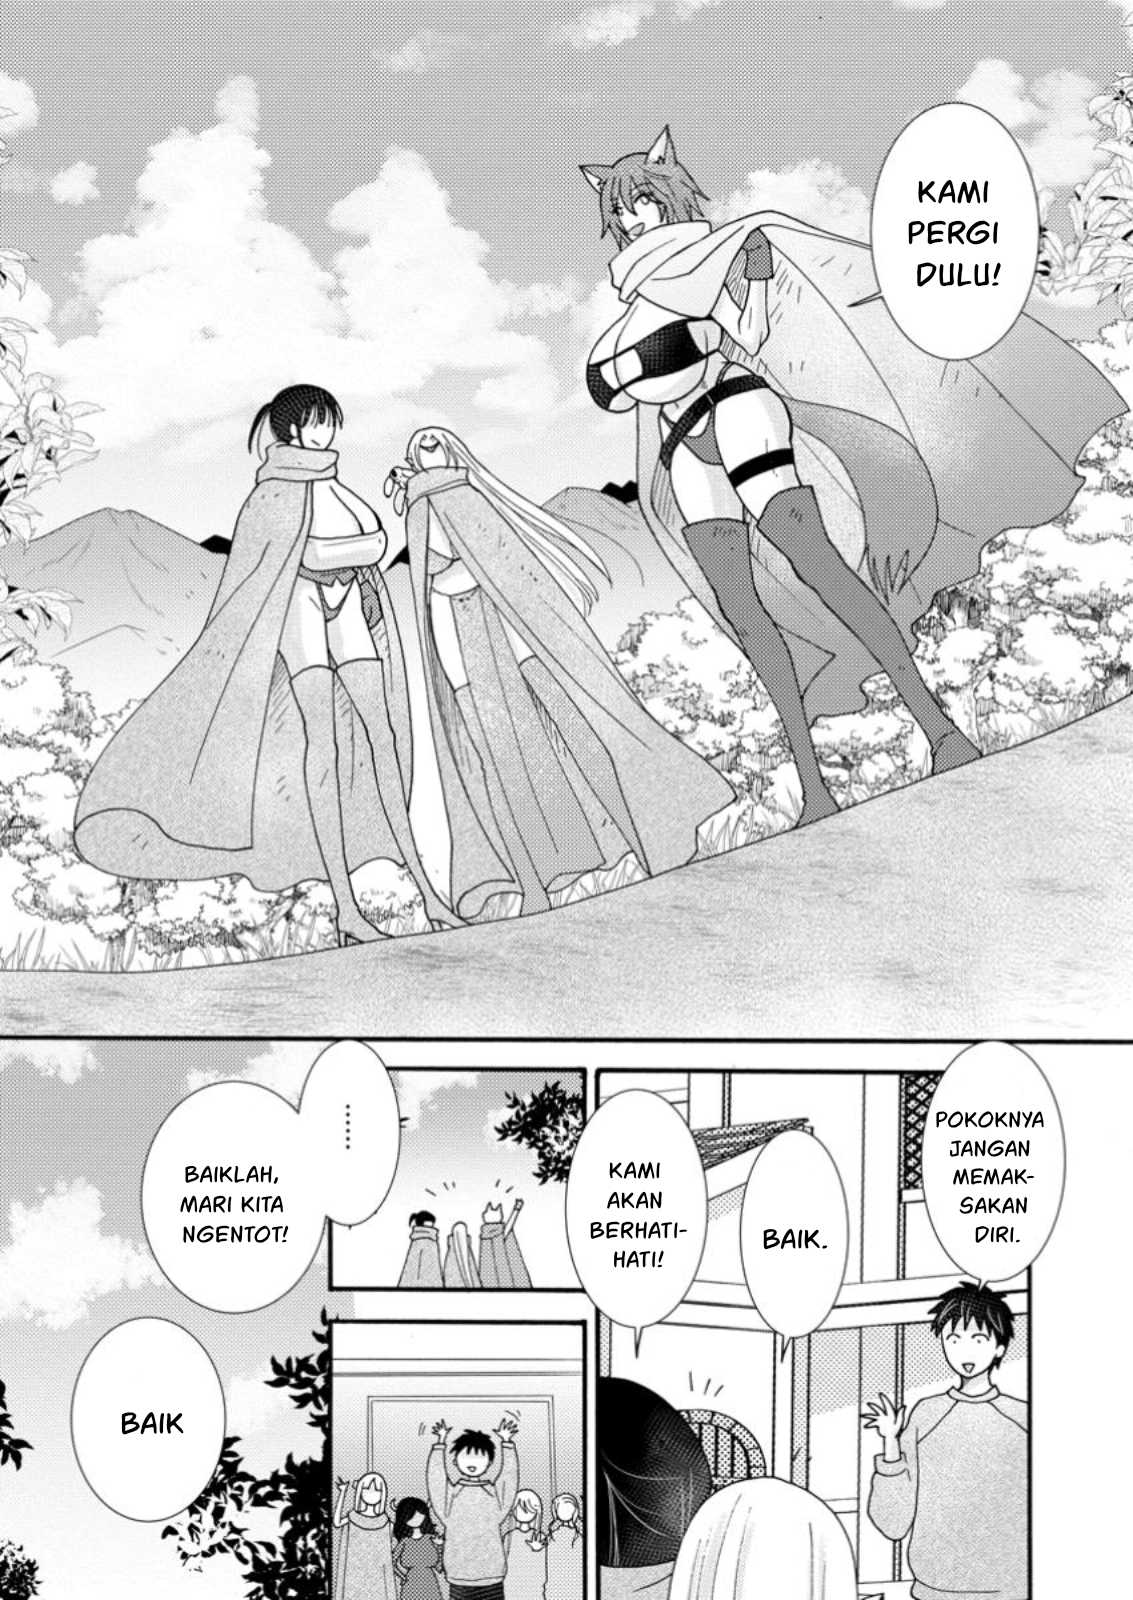 KAMI
PERGI
DULU!
POKOKNYA
JANGAN
MEMAK-
SAKAN
DIRI.
BAIK.
KAMI
AKAN
BERHATI-
HATI!
......
BAIKLAH,
MARI KITA
NGENTOT!
BAIK